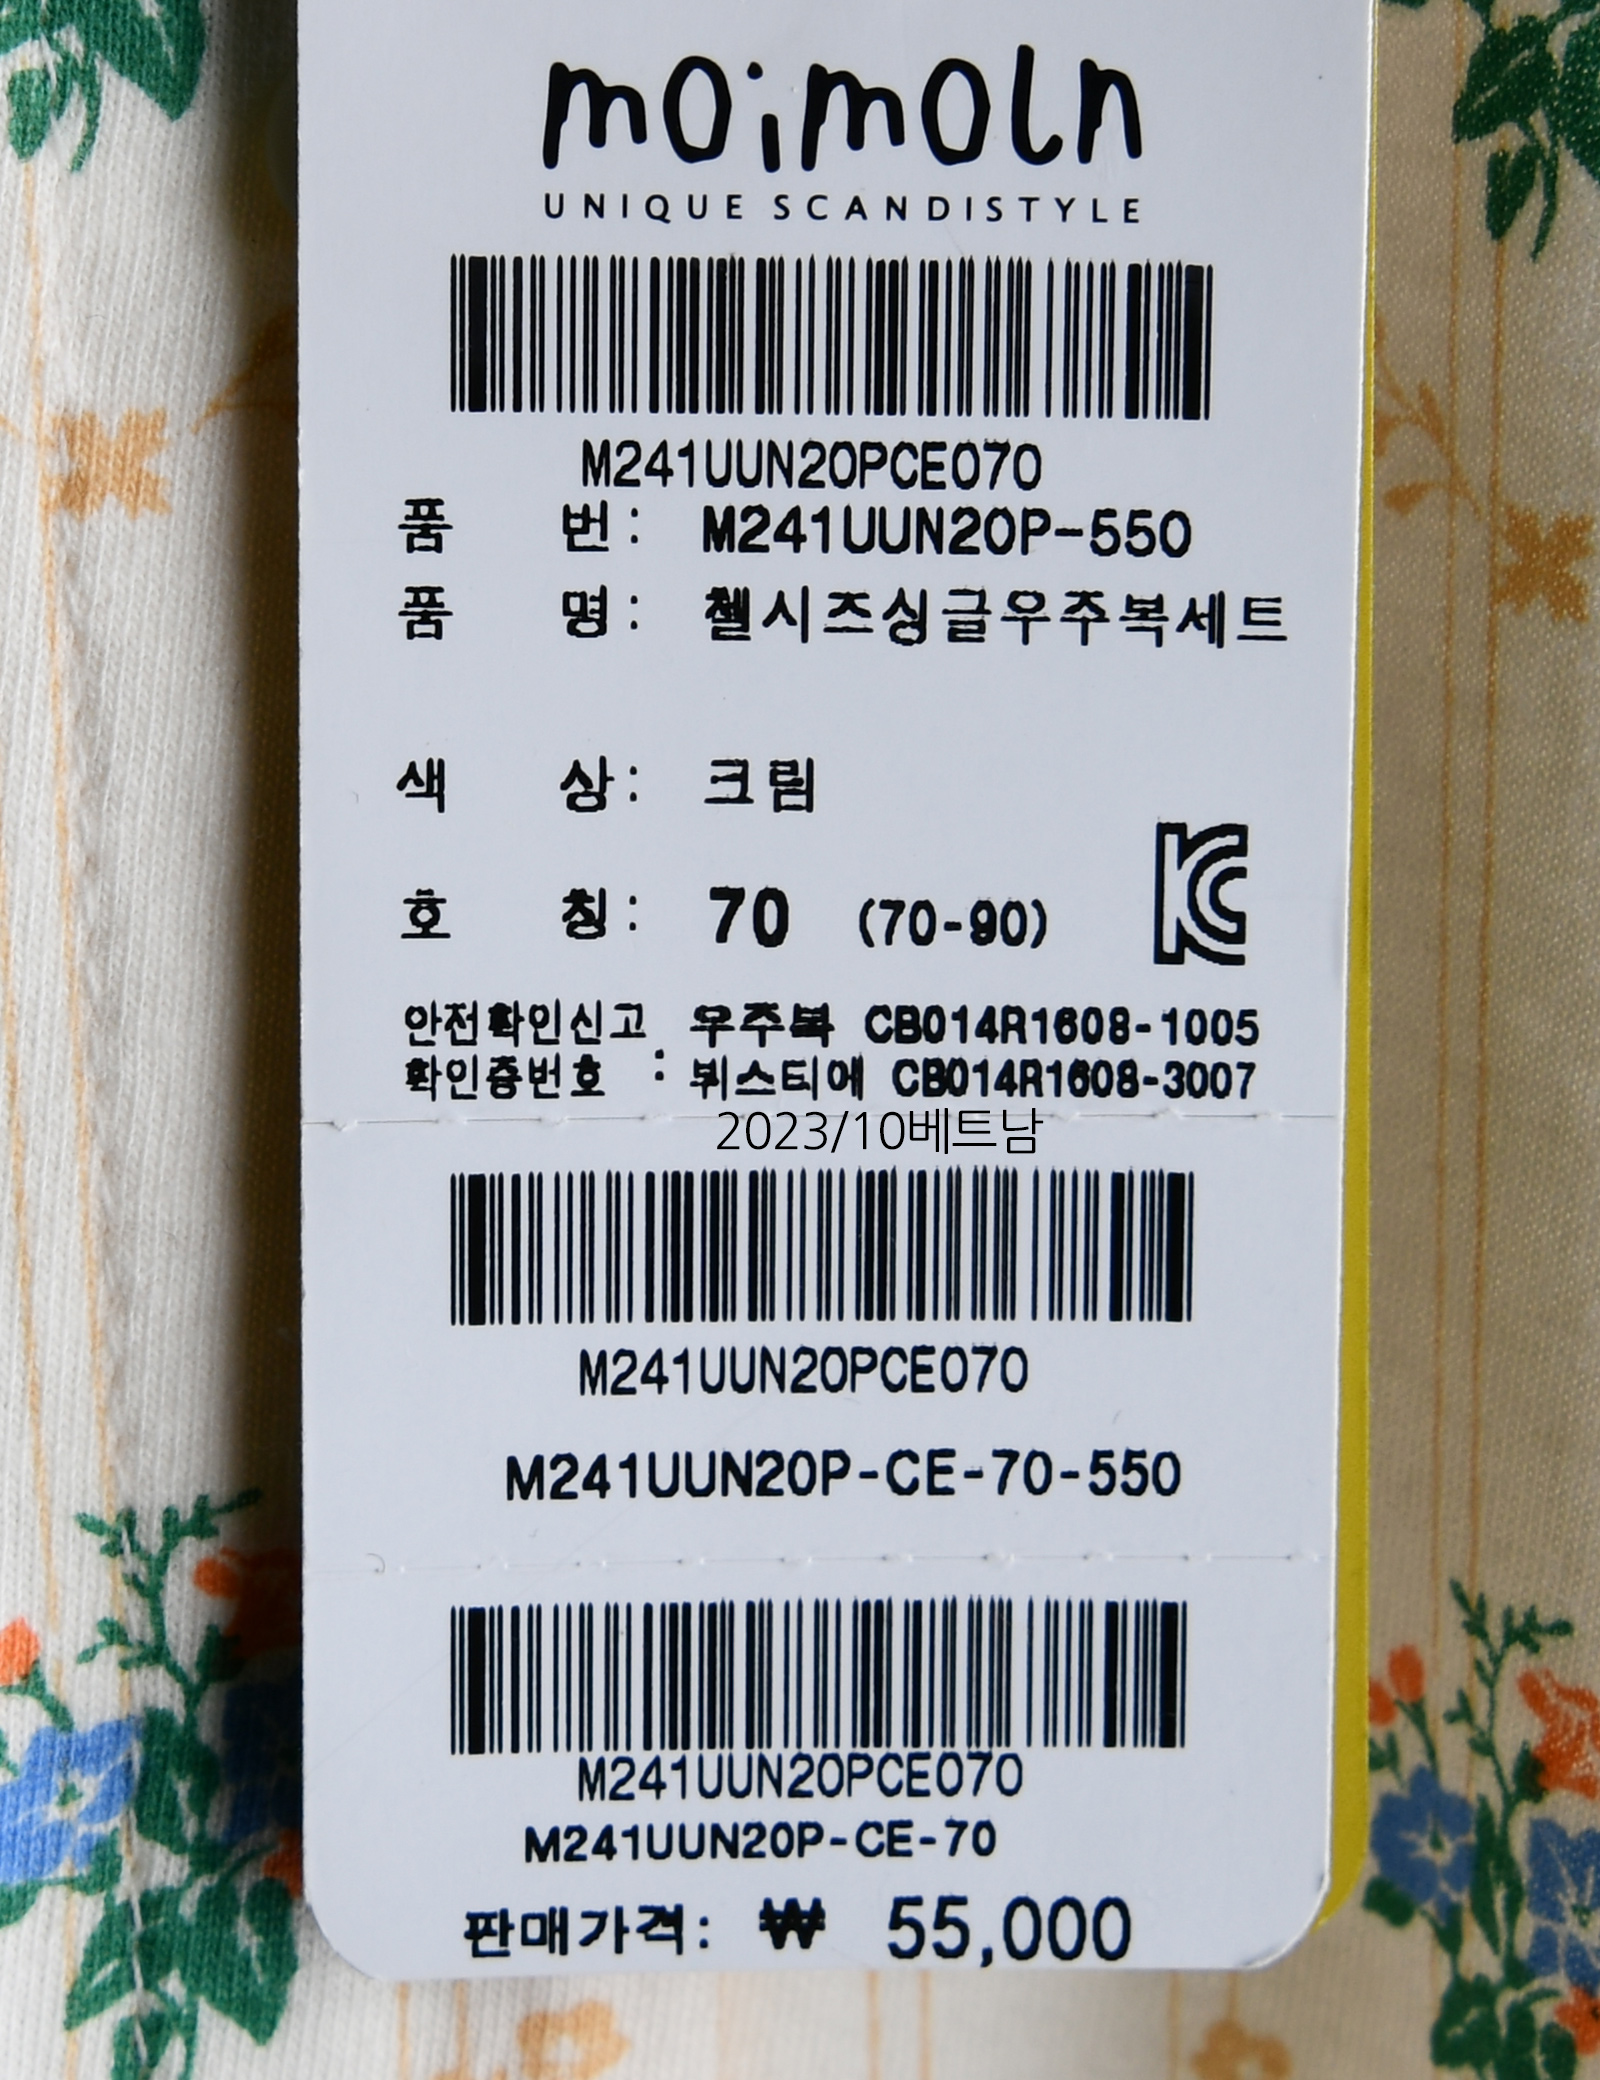 moimoln
UNIQUE SCANDISTYLE
M241UUN20PCE070
품 번: M241UUN20P-550
품 명: 첼시즈싱글우주복세트
색 상: 크림
호 칭: 70 (70-90)
안전확인신고 우주복 CB014R1608-1005
확인증번호 : 뷔스티에 CB014R1608-3007
2023/10베트남
M241UUN20PCE070
M241UUN20P-CE-70-550
M241UUN20PCE070
M241UUN20P-CE-70
판매가격: ₩ 55,000